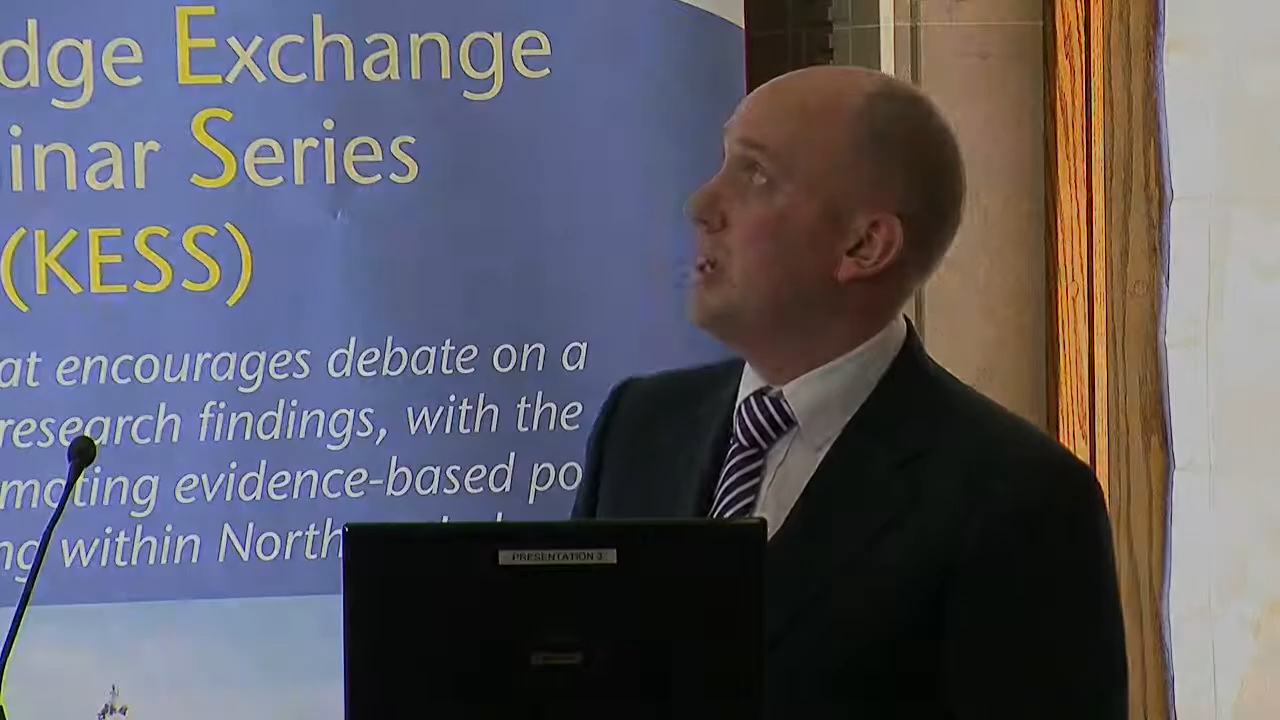 dge Exchange
inar Series
(KESS)
at encourages debate on a
research findings, with the
moting evidence-based po
ng within North
PRESENTATION 3